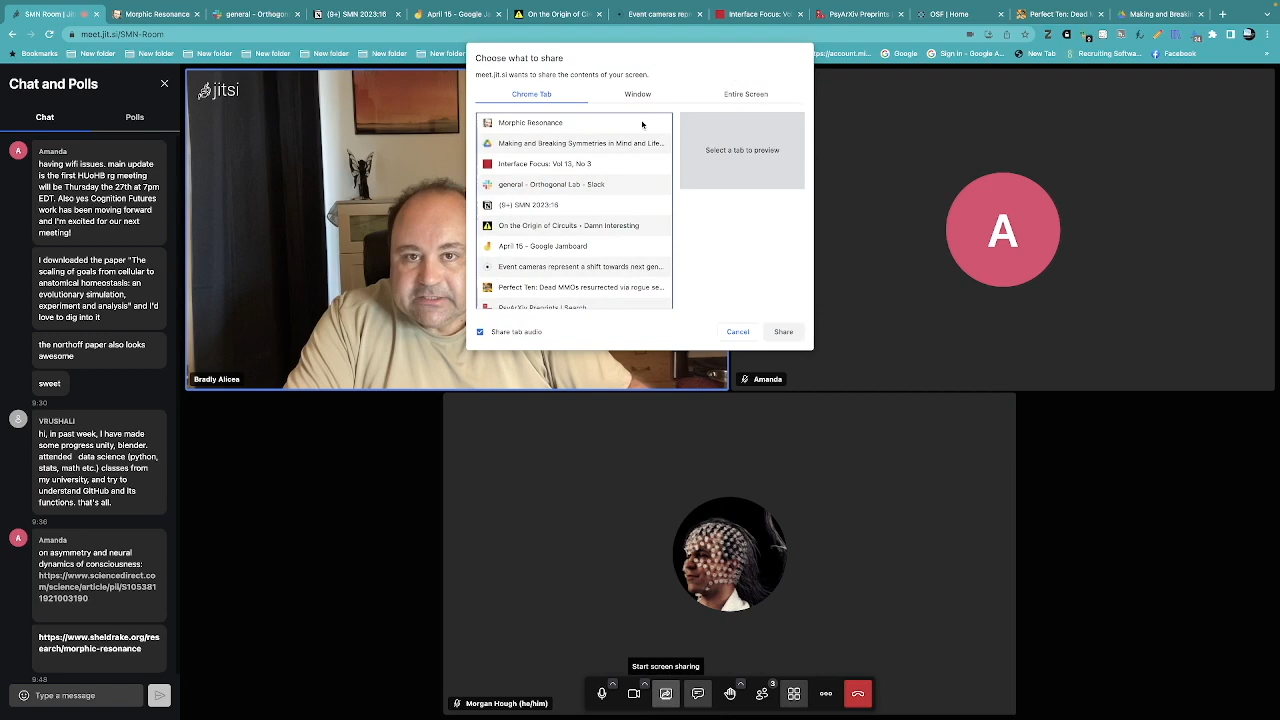 SMN Room |
Morphic Resonance
general - Orthogon
(9+) SMN 2023:16
April 15 - Google Ja
On the Origin of Ci
Event cameras repr
Interface Focus: Vol
PsyArXiv Preprints
OSF | Home
Perfect Ten: Dead
Making and Breakin
meet.jit.si/SMN-Room
Bookmarks
New folder
New folder
New folder
New folder
New folder
https://account.mi...
Google
Sign in - Google A...
New Tab
Recruiting Softwa...
Facebook
Chat and Polls
Chat
Polls
Amanda
having wifi issues. main update
is the first HUoHB rg meeting
will be Thursday the 27th at 7pm
EDT. Also yes Cognition Futures
work has been moving forward
and I'm excited for our next
meeting!
I downloaded the paper "The
scaling of goals from cellular to
anatomical homeostasis: an
evolutionary simulation,
experiment and analysis" and I'd
love to dig into it
the northoff paper also looks
awesome
sweet
9:30
VRUSHALI
hi, in past week, I have made
some progress unity, blender.
attended data science (python,
stats, math etc.) classes from
my university, and try to
understand GitHub and its
functions. that's all.
9:36
Amanda
on asymmetry and neural
dynamics of consciousness:
https://www.sciencedirect.co
m/science/article/pii/S105381
1921003190
https://www.sheldrake.org/res
earch/morphic-resonance
9:48
Type a message
jitsi
Bradly Alicea
Choose what to share
meet.jit.si wants to share the contents of your screen.
Chrome Tab
Window
Entire Screen
Morphic Resonance
Making and Breaking Symmetries in Mind and Life...
Interface Focus: Vol 13, No 3
general - Orthogonal Lab - Slack
(9+) SMN 2023:16
On the Origin of Circuits • Damn Interesting
April 15 - Google Jamboard
Event cameras represent a shift towards next gen...
Perfect Ten: Dead MMOs resurrected via rogue se...
PsyArXiv Preprints | Search
Select a tab to preview
Share tab audio
Cancel
Share
A
Amanda
Start screen sharing
3
Morgan Hough (he/him)